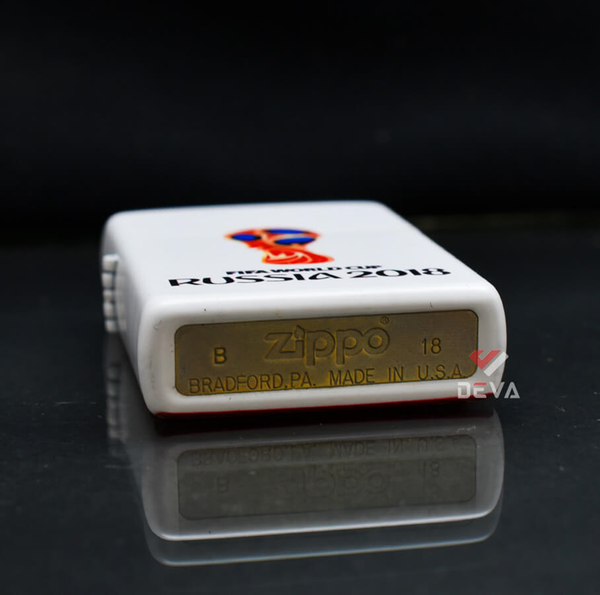 FIFA WORLD CUP
RUSSIA 2018
B zippo® 18
BRADFORD, PA. MADE IN U.S.A
DEVA